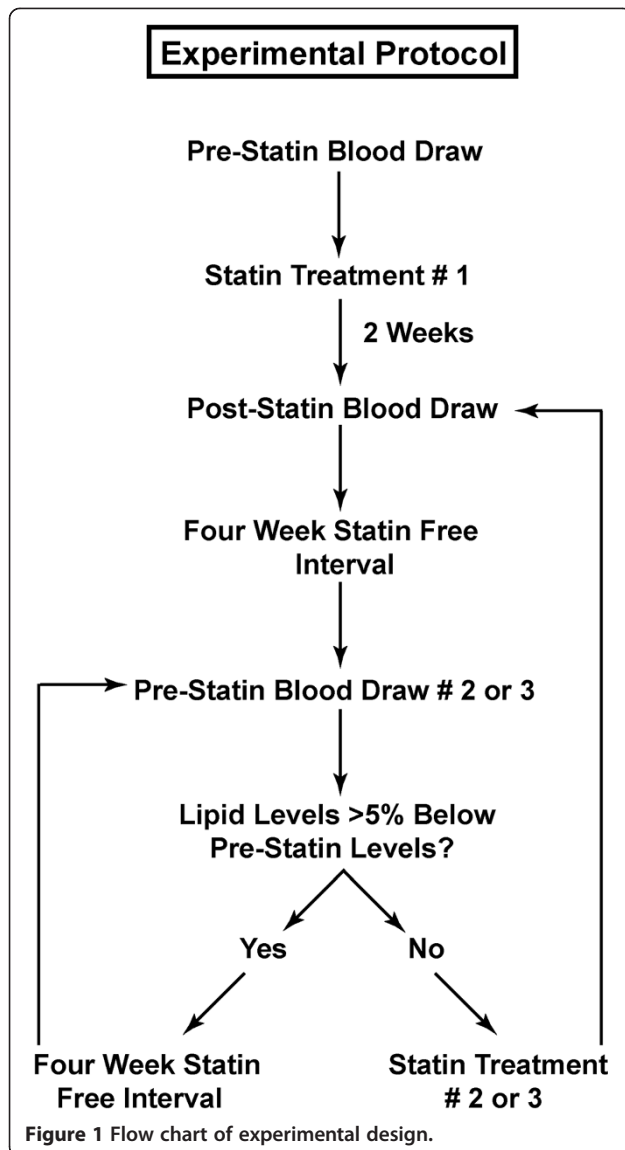 Experimental Protocol
Pre-Statin Blood Draw
Statin Treatment # 1
2 Weeks
Post-Statin Blood Draw
Four Week Statin Free
Interval
Pre-Statin Blood Draw # 2 or 3
Lipid Levels >5% Below
Pre-Statin Levels?
Yes
No
Four Week Statin
Free Interval
Statin Treatment
# 2 or 3
Figure 1 Flow chart of experimental design.